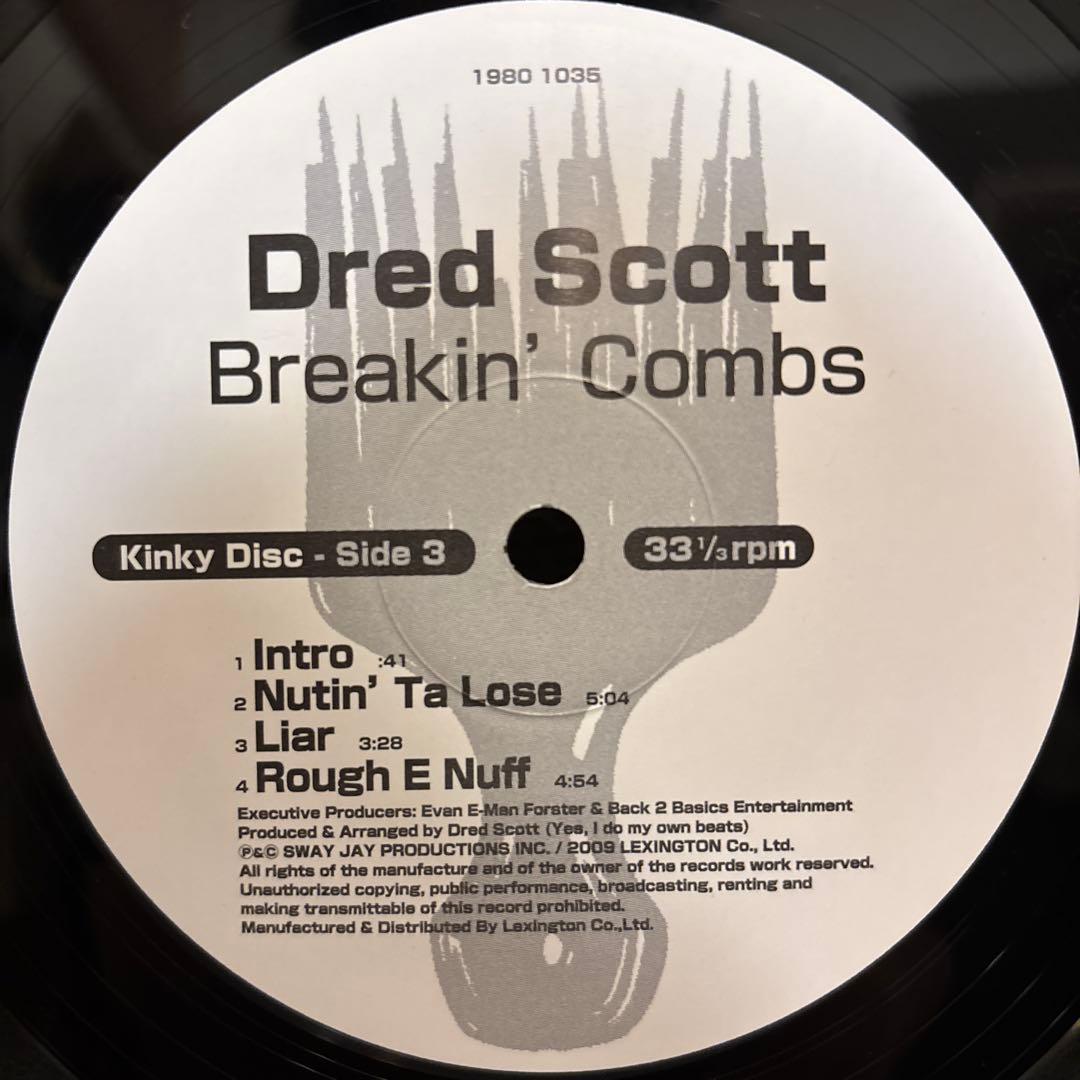 1980 1035
Dred Scott
Breakin' Combs
Kinky Disc - Side 3 33 1/3 rpm
1 Intro :41
2 Nutin' Ta Lose 5:04
3 Liar 3:28
4 Rough E Nuff 4:54
Executive Producers: Evan E-Man Forster & Back 2 Basics Entertainment
Produced & Arranged by Dred Scott (Yes, I do my own beats)
℗&© SWAY JAY PRODUCTIONS INC. / 2009 LEXINGTON Co., Ltd.
All rights of the manufacture and of the owner of the records work reserved.
Unauthorized copying, public performance, broadcasting, renting and
making transmittable of this record prohibited.
Manufactured & Distributed By Lexington Co.,Ltd.